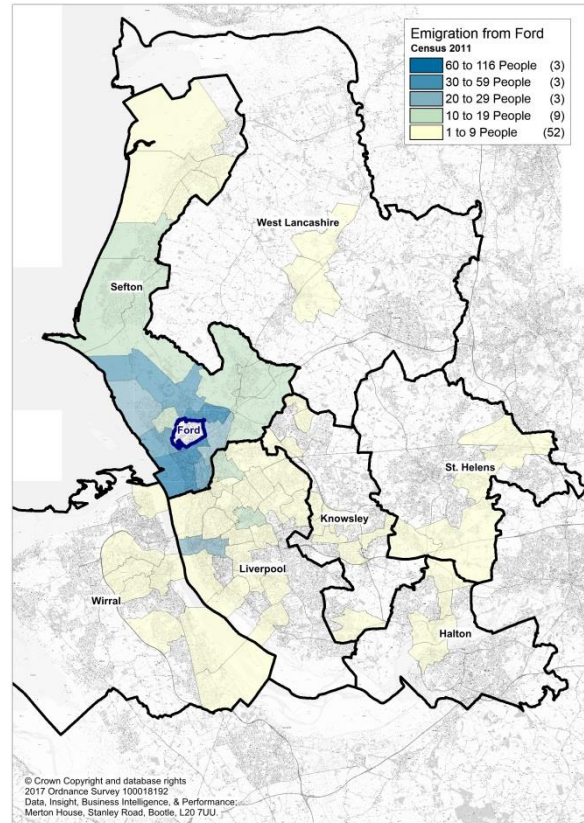 Emigration from Ford
Census 2011
60 to 116 People (3)
30 to 59 People (3)
20 to 29 People (3)
10 to 19 People (9)
1 to 9 People (52)
West Lancashire
Sefton
Ford
St. Helens
Knowsley
Liverpool
Wirral
Halton
© Crown Copyright and database rights
2017 Ordnance Survey 100018192
Data, Insight, Business Intelligence, & Performance;
Merton House, Stanley Road, Bootle, L20 7UU.